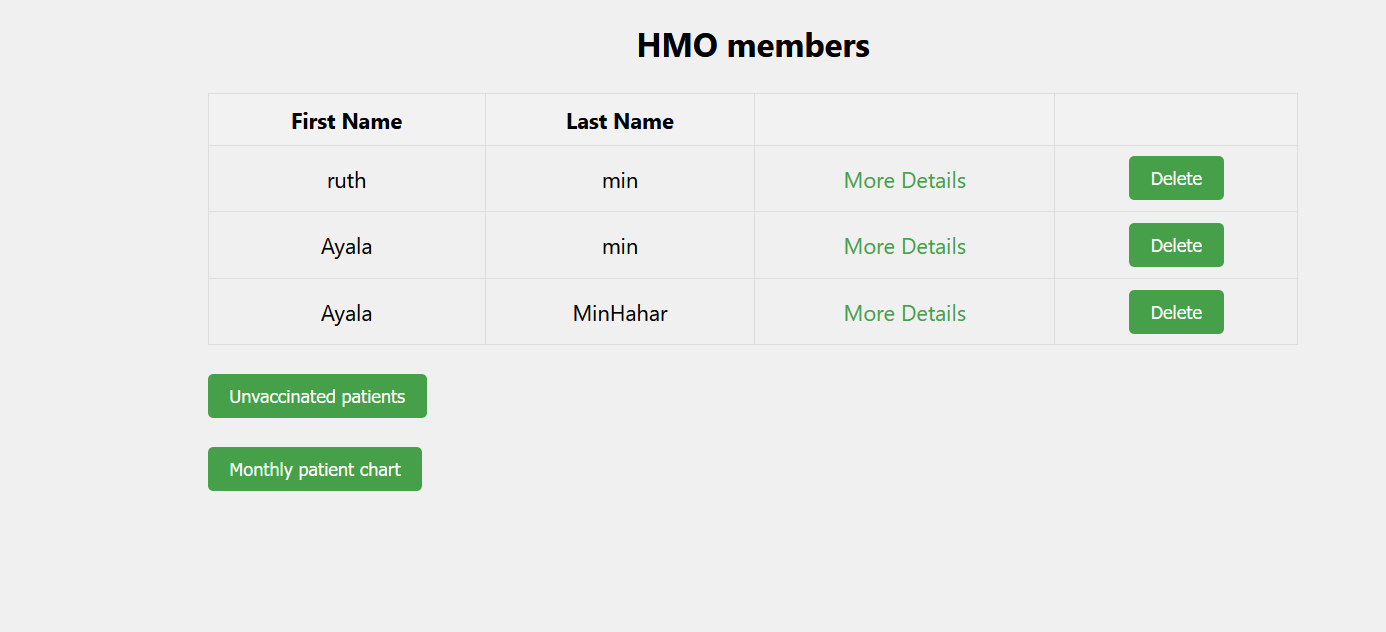 HMO members
First Name Last Name
ruth min More Details Delete
Ayala min More Details Delete
Ayala MinHahar More Details Delete
Unvaccinated patients
Monthly patient chart